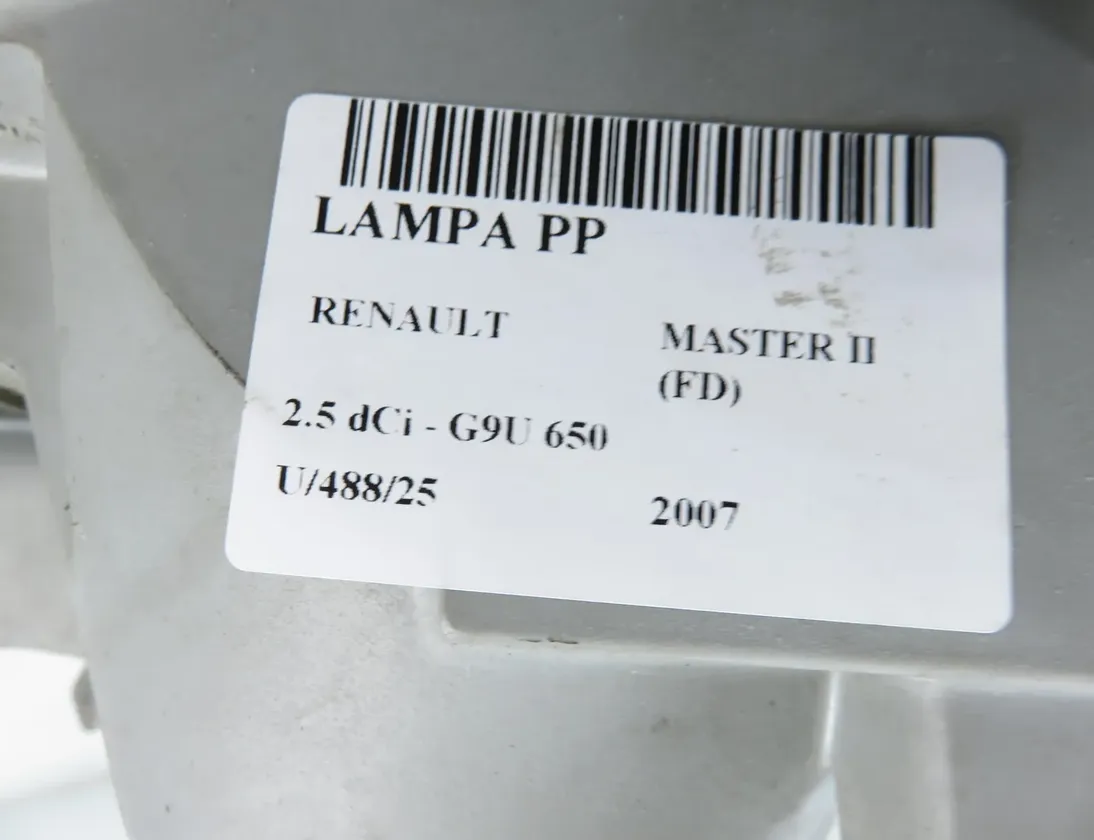 LAMPA PP
RENAULT
MASTER II
(FD)
2.5 dCi - G9U 650
U/488/25
2007